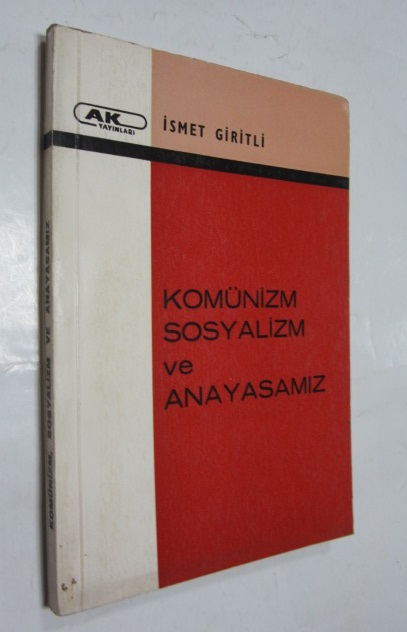 AK
YAYINLARI
İSMET GİRİTLİ
KOMÜNİZM
SOSYALİZM
ve
ANAYASAMIZ
KOMÜNİZM, SOSYALİZM VE ANAYASAMIZ